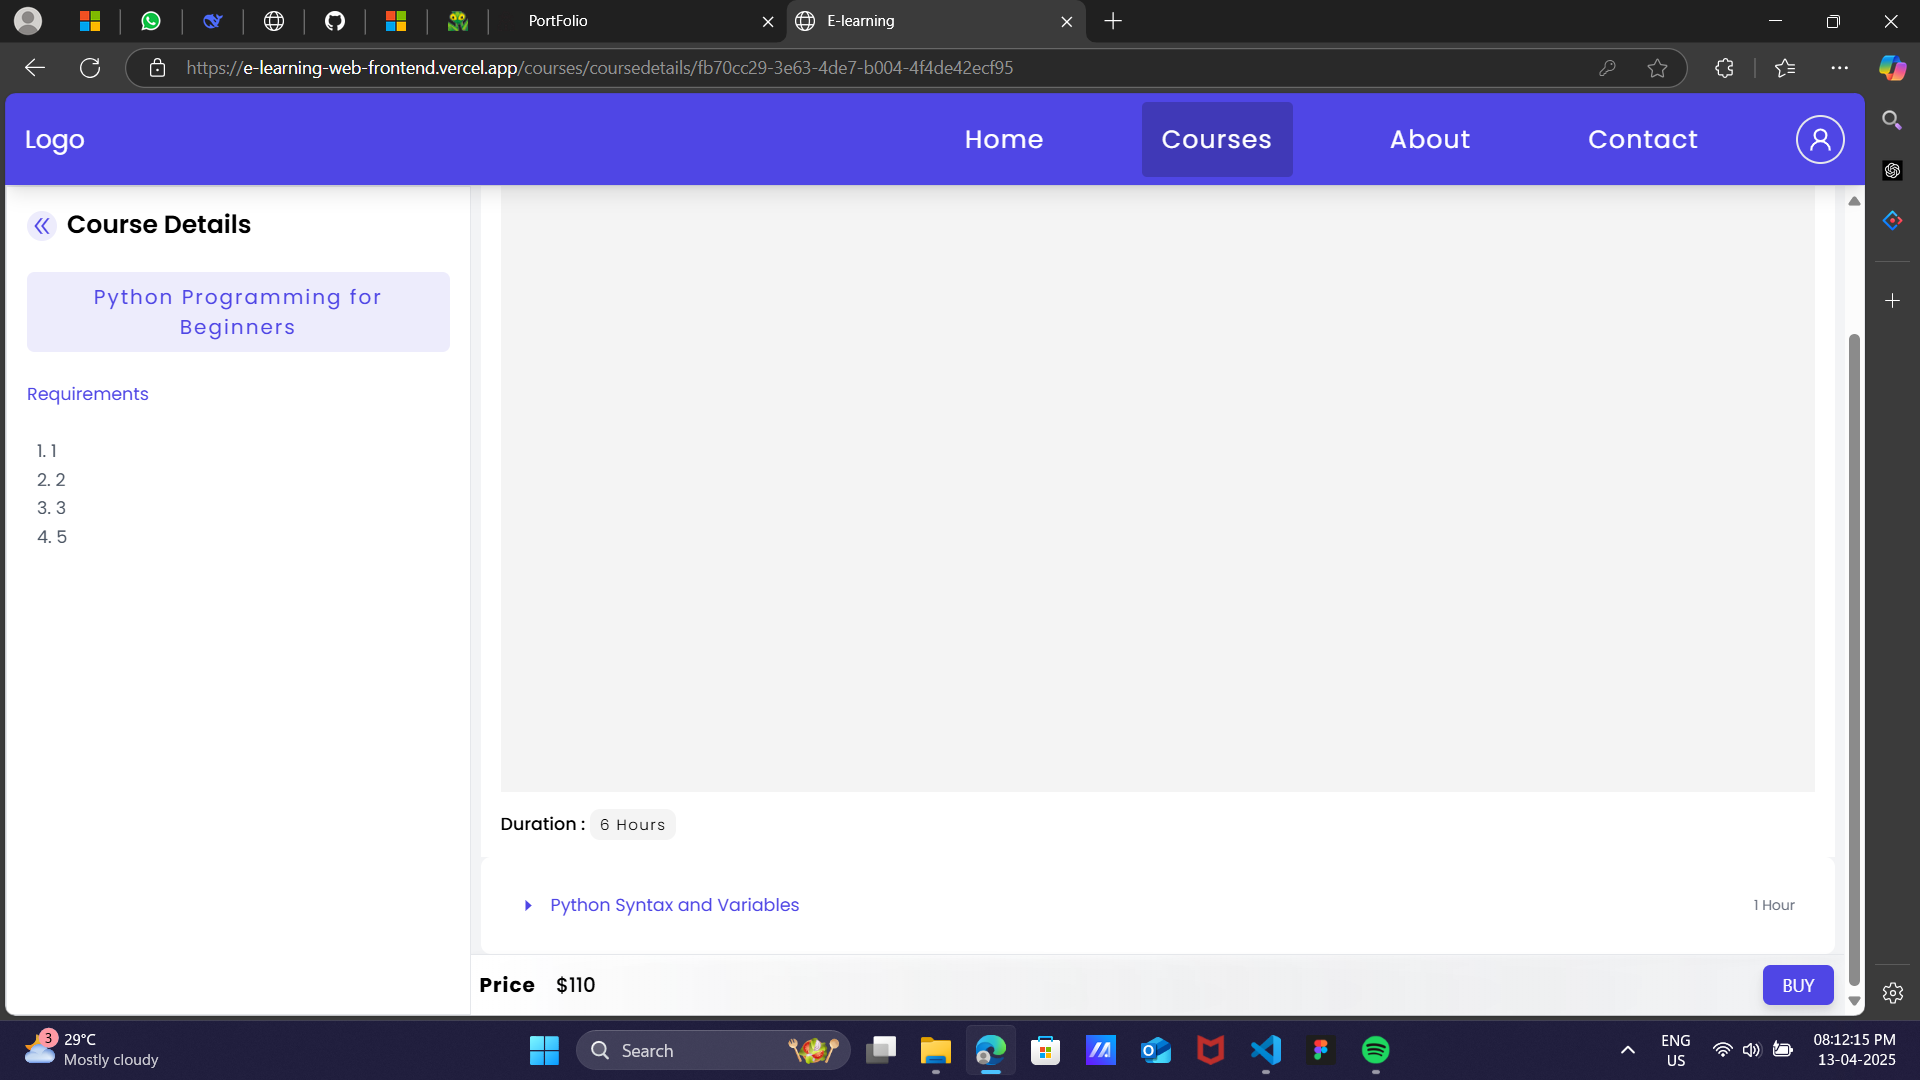 PortFolio
E-learning
https://e-learning-web-frontend.vercel.app/courses/coursedetails/fb70cc29-3e63-4de7-b004-4f4de42ecf95
Logo
Home
Courses
About
Contact
Course Details
Python Programming for
Beginners
Requirements
1. 1
2. 2
3. 3
4. 5
Duration : 6 Hours
Python Syntax and Variables
1 Hour
Price $110
BUY
3
29°C
Mostly cloudy
Search
ENG
US
08:12:15 PM
13-04-2025